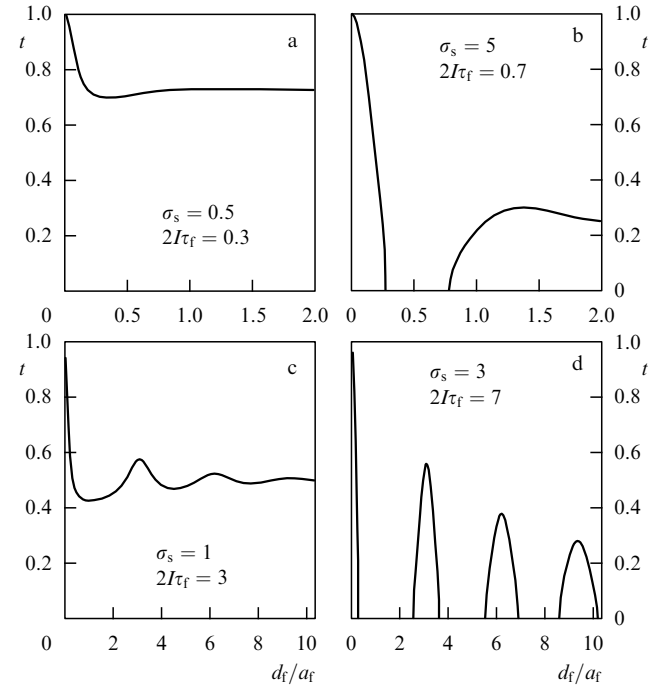 1.0 1.0
t a b t
σs = 5
2Iτf = 0.7
0.8 0.8
0.6 0.6
0.4 0.4
σs = 0.5
2Iτf = 0.3
0.2 0.2
0
0 0.5 1.0 1.5 2.0 0 0.5 1.0 1.5 2.0
1.0 1.0
t c d t
σs = 3
2Iτf = 7
0.8 0.8
0.6 0.6
0.4 0.4
σs = 1
2Iτf = 3
0.2 0.2
0
0 2 4 6 8 10 0 2 4 6 8 10
df/af df/af